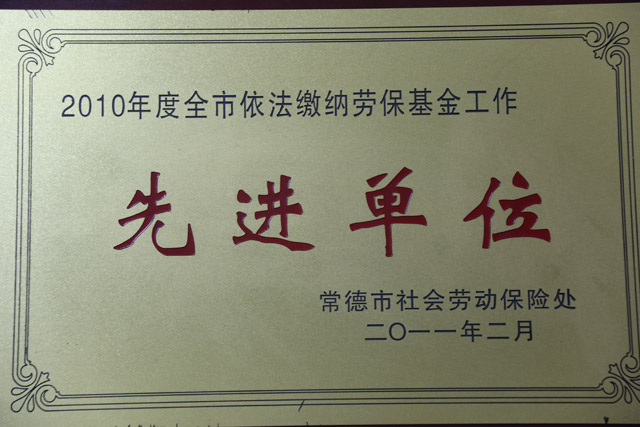 2010年度全市依法缴纳劳保基金工作
先进单位
常德市社会劳动保险处
二〇一一年二月